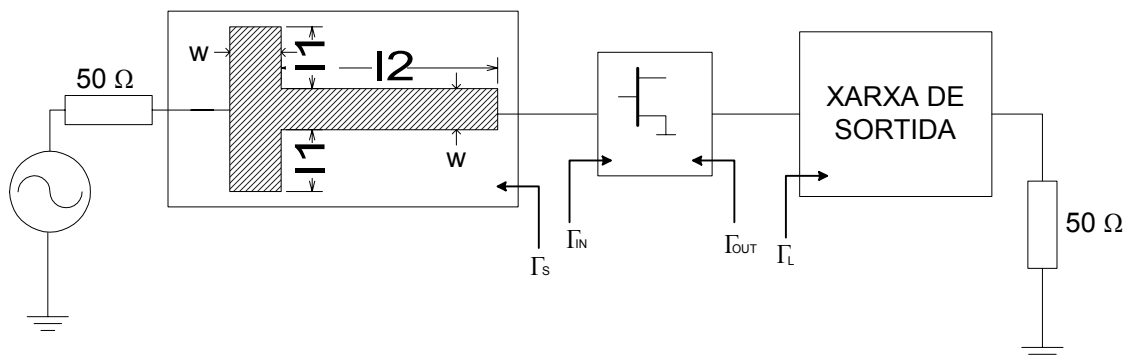 50 Ω
w
l1
l2
l1
w
ΓS
ΓIN
ΓOUT
ΓL
XARXA DE
SORTIDA
50 Ω